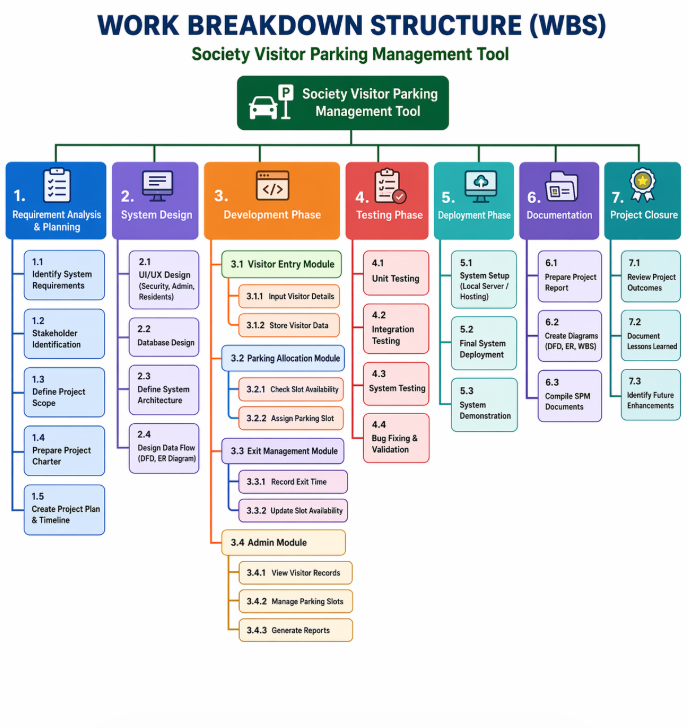 WORK BREAKDOWN STRUCTURE (WBS)
Society Visitor Parking Management Tool
P
Society Visitor Parking
Management Tool
1.
Requirement Analysis
& Planning
1.1
Identify System
Requirements
1.2
Stakeholder
Identification
1.3
Define Project
Scope
1.4
Prepare Project
Charter
1.5
Create Project Plan
& Timeline
2.
System Design
2.1
UI/UX Design
(Security, Admin,
Residents)
2.2
Database Design
2.3
Define System
Architecture
2.4
Design Data Flow
(DFD, ER Diagram)
3.
</>
Development Phase
3.1 Visitor Entry Module
3.1.1 Input Visitor Details
3.1.2 Store Visitor Data
3.2 Parking Allocation Module
3.2.1 Check Slot Availability
3.2.2 Assign Parking Slot
3.3 Exit Management Module
3.3.1 Record Exit Time
3.3.2 Update Slot Availability
3.4 Admin Module
3.4.1 View Visitor Records
3.4.2 Manage Parking Slots
3.4.3 Generate Reports
4.
Testing Phase
4.1
Unit Testing
4.2
Integration
Testing
4.3
System Testing
4.4
Bug Fixing &
Validation
5.
Deployment Phase
5.1
System Setup
(Local Server /
Hosting)
5.2
Final System
Deployment
5.3
System
Demonstration
6.
Documentation
6.1
Prepare Project
Report
6.2
Create Diagrams
(DFD, ER, WBS)
6.3
Compile SPM
Documents
7.
Project Closure
7.1
Review Project
Outcomes
7.2
Document
Lessons Learned
7.3
Identify Future
Enhancements